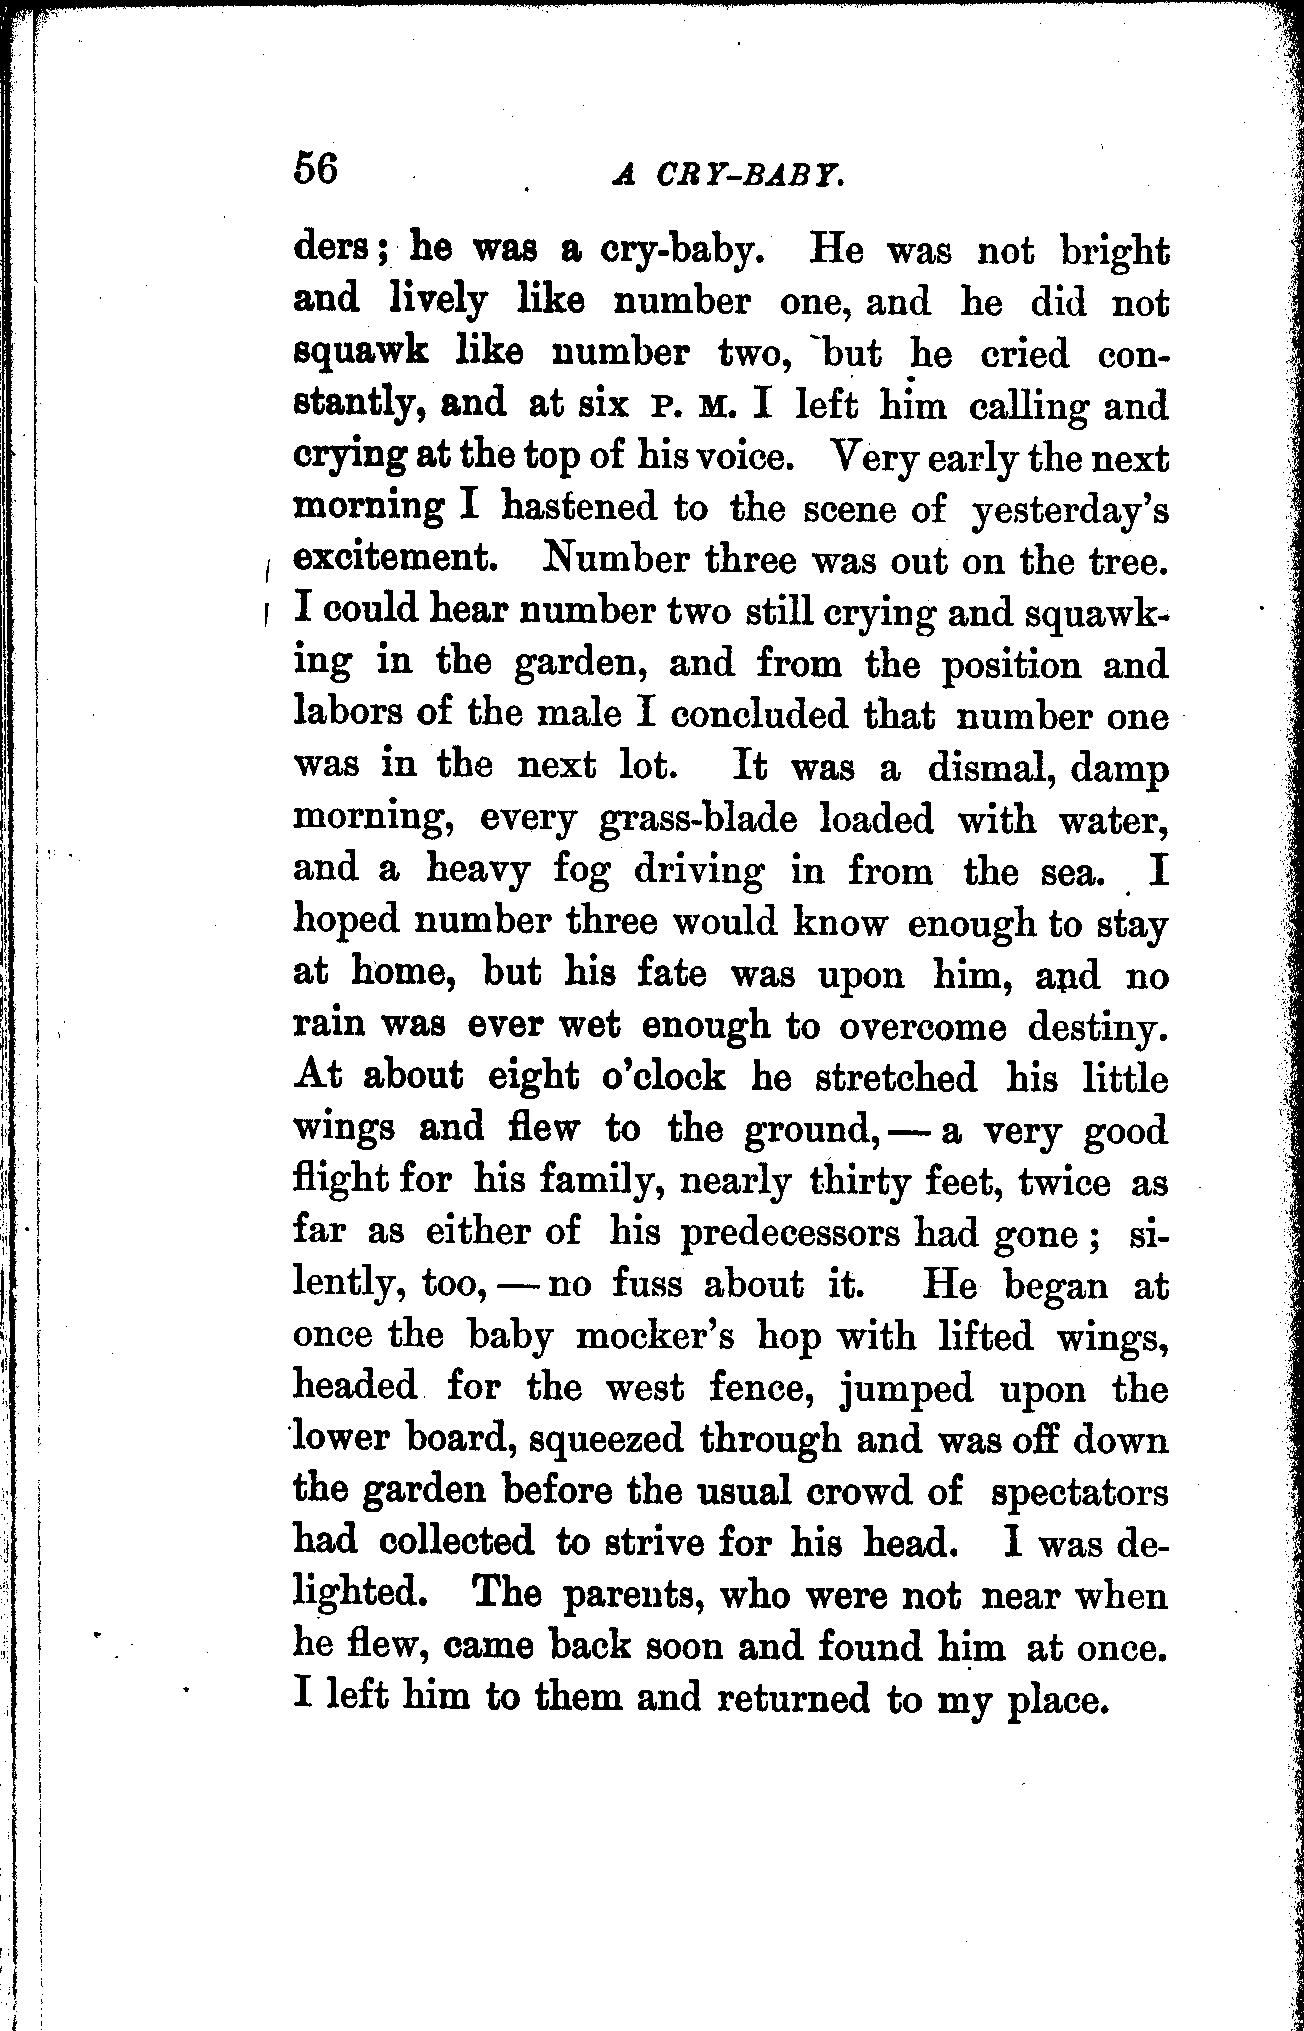 56 A CRY-BABY.
ders; he was a cry-baby. He was not bright
and lively like number one, and he did not
squawk like number two, but he cried con-
stantly, and at six P. M. I left him calling and
crying at the top of his voice. Very early the next
morning I hastened to the scene of yesterday's
excitement. Number three was out on the tree.
I could hear number two still crying and squawk-
ing in the garden, and from the position and
labors of the male I concluded that number one
was in the next lot. It was a dismal, damp
morning, every grass-blade loaded with water,
and a heavy fog driving in from the sea. I
hoped number three would know enough to stay
at home, but his fate was upon him, and no
rain was ever wet enough to overcome destiny.
At about eight o'clock he stretched his little
wings and flew to the ground, — a very good
flight for his family, nearly thirty feet, twice as
far as either of his predecessors had gone; si-
lently, too, — no fuss about it. He began at
once the baby mocker's hop with lifted wings,
headed for the west fence, jumped upon the
lower board, squeezed through and was off down
the garden before the usual crowd of spectators
had collected to strive for his head. I was de-
lighted. The parents, who were not near when
he flew, came back soon and found him at once.
I left him to them and returned to my place.